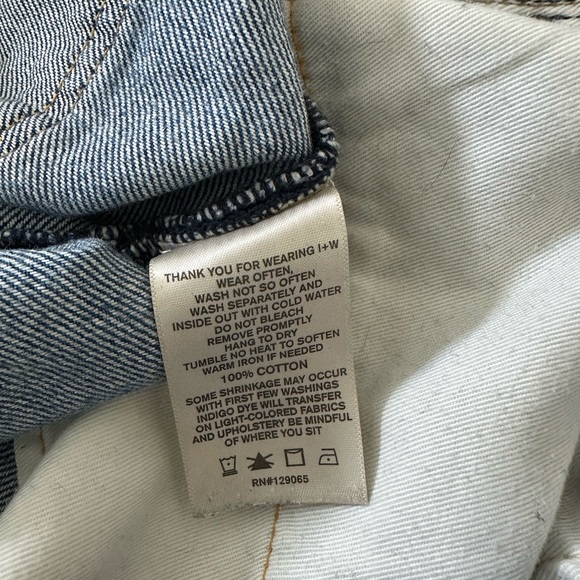 THANK YOU FOR WEARING I+W
WEAR OFTEN,
WASH NOT SO OFTEN
WASH SEPARATELY AND
INSIDE OUT WITH COLD WATER
DO NOT BLEACH
REMOVE PROMPTLY
HANG TO DRY
TUMBLE NO HEAT TO SOFTEN
WARM IRON IF NEEDED
100% COTTON
SOME SHRINKAGE MAY OCCUR
WITH FIRST FEW WASHINGS
INDIGO DYE WILL TRANSFER
ON LIGHT-COLORED FABRICS
AND UPHOLSTERY BE MINDFUL
OF WHERE YOU SIT
RN#129065